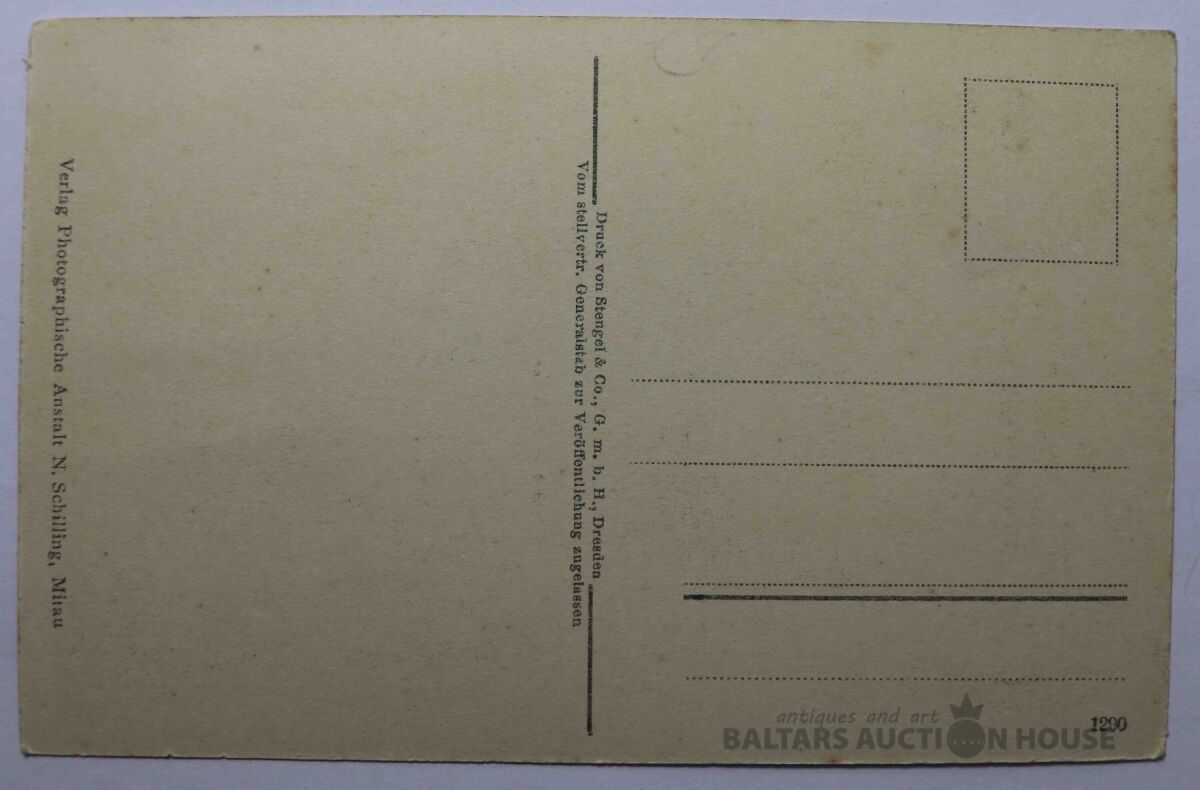 Verlag Photographische Anstalt N. Schilling, Mitau
Druck von Stengel & Co., G. m. b. H., Dresden
Vom stellvertr. Generalstab zur Veröffentlichung zugelassen
1290
antiques and art
BALTARS AUCTION HOUSE